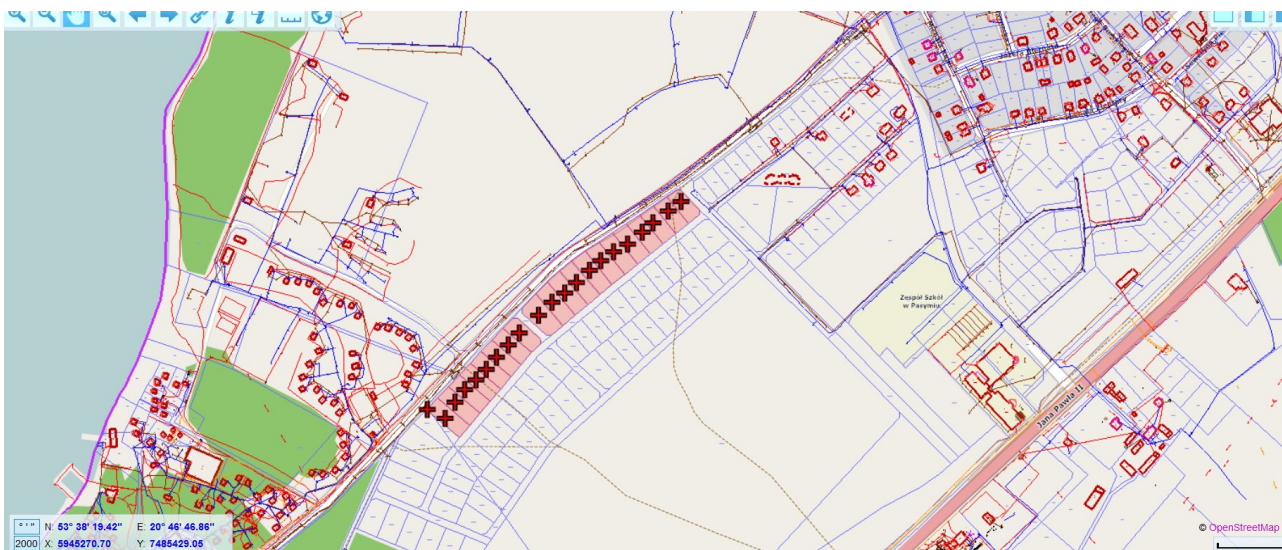 Zespół Szkół
w Pasymiu
Jana Pawła II
° ' " N: 53° 38' 19.42" E: 20° 46' 46.86"
2000 X: 5945270.70 Y: 7485429.05
© OpenStreetMap